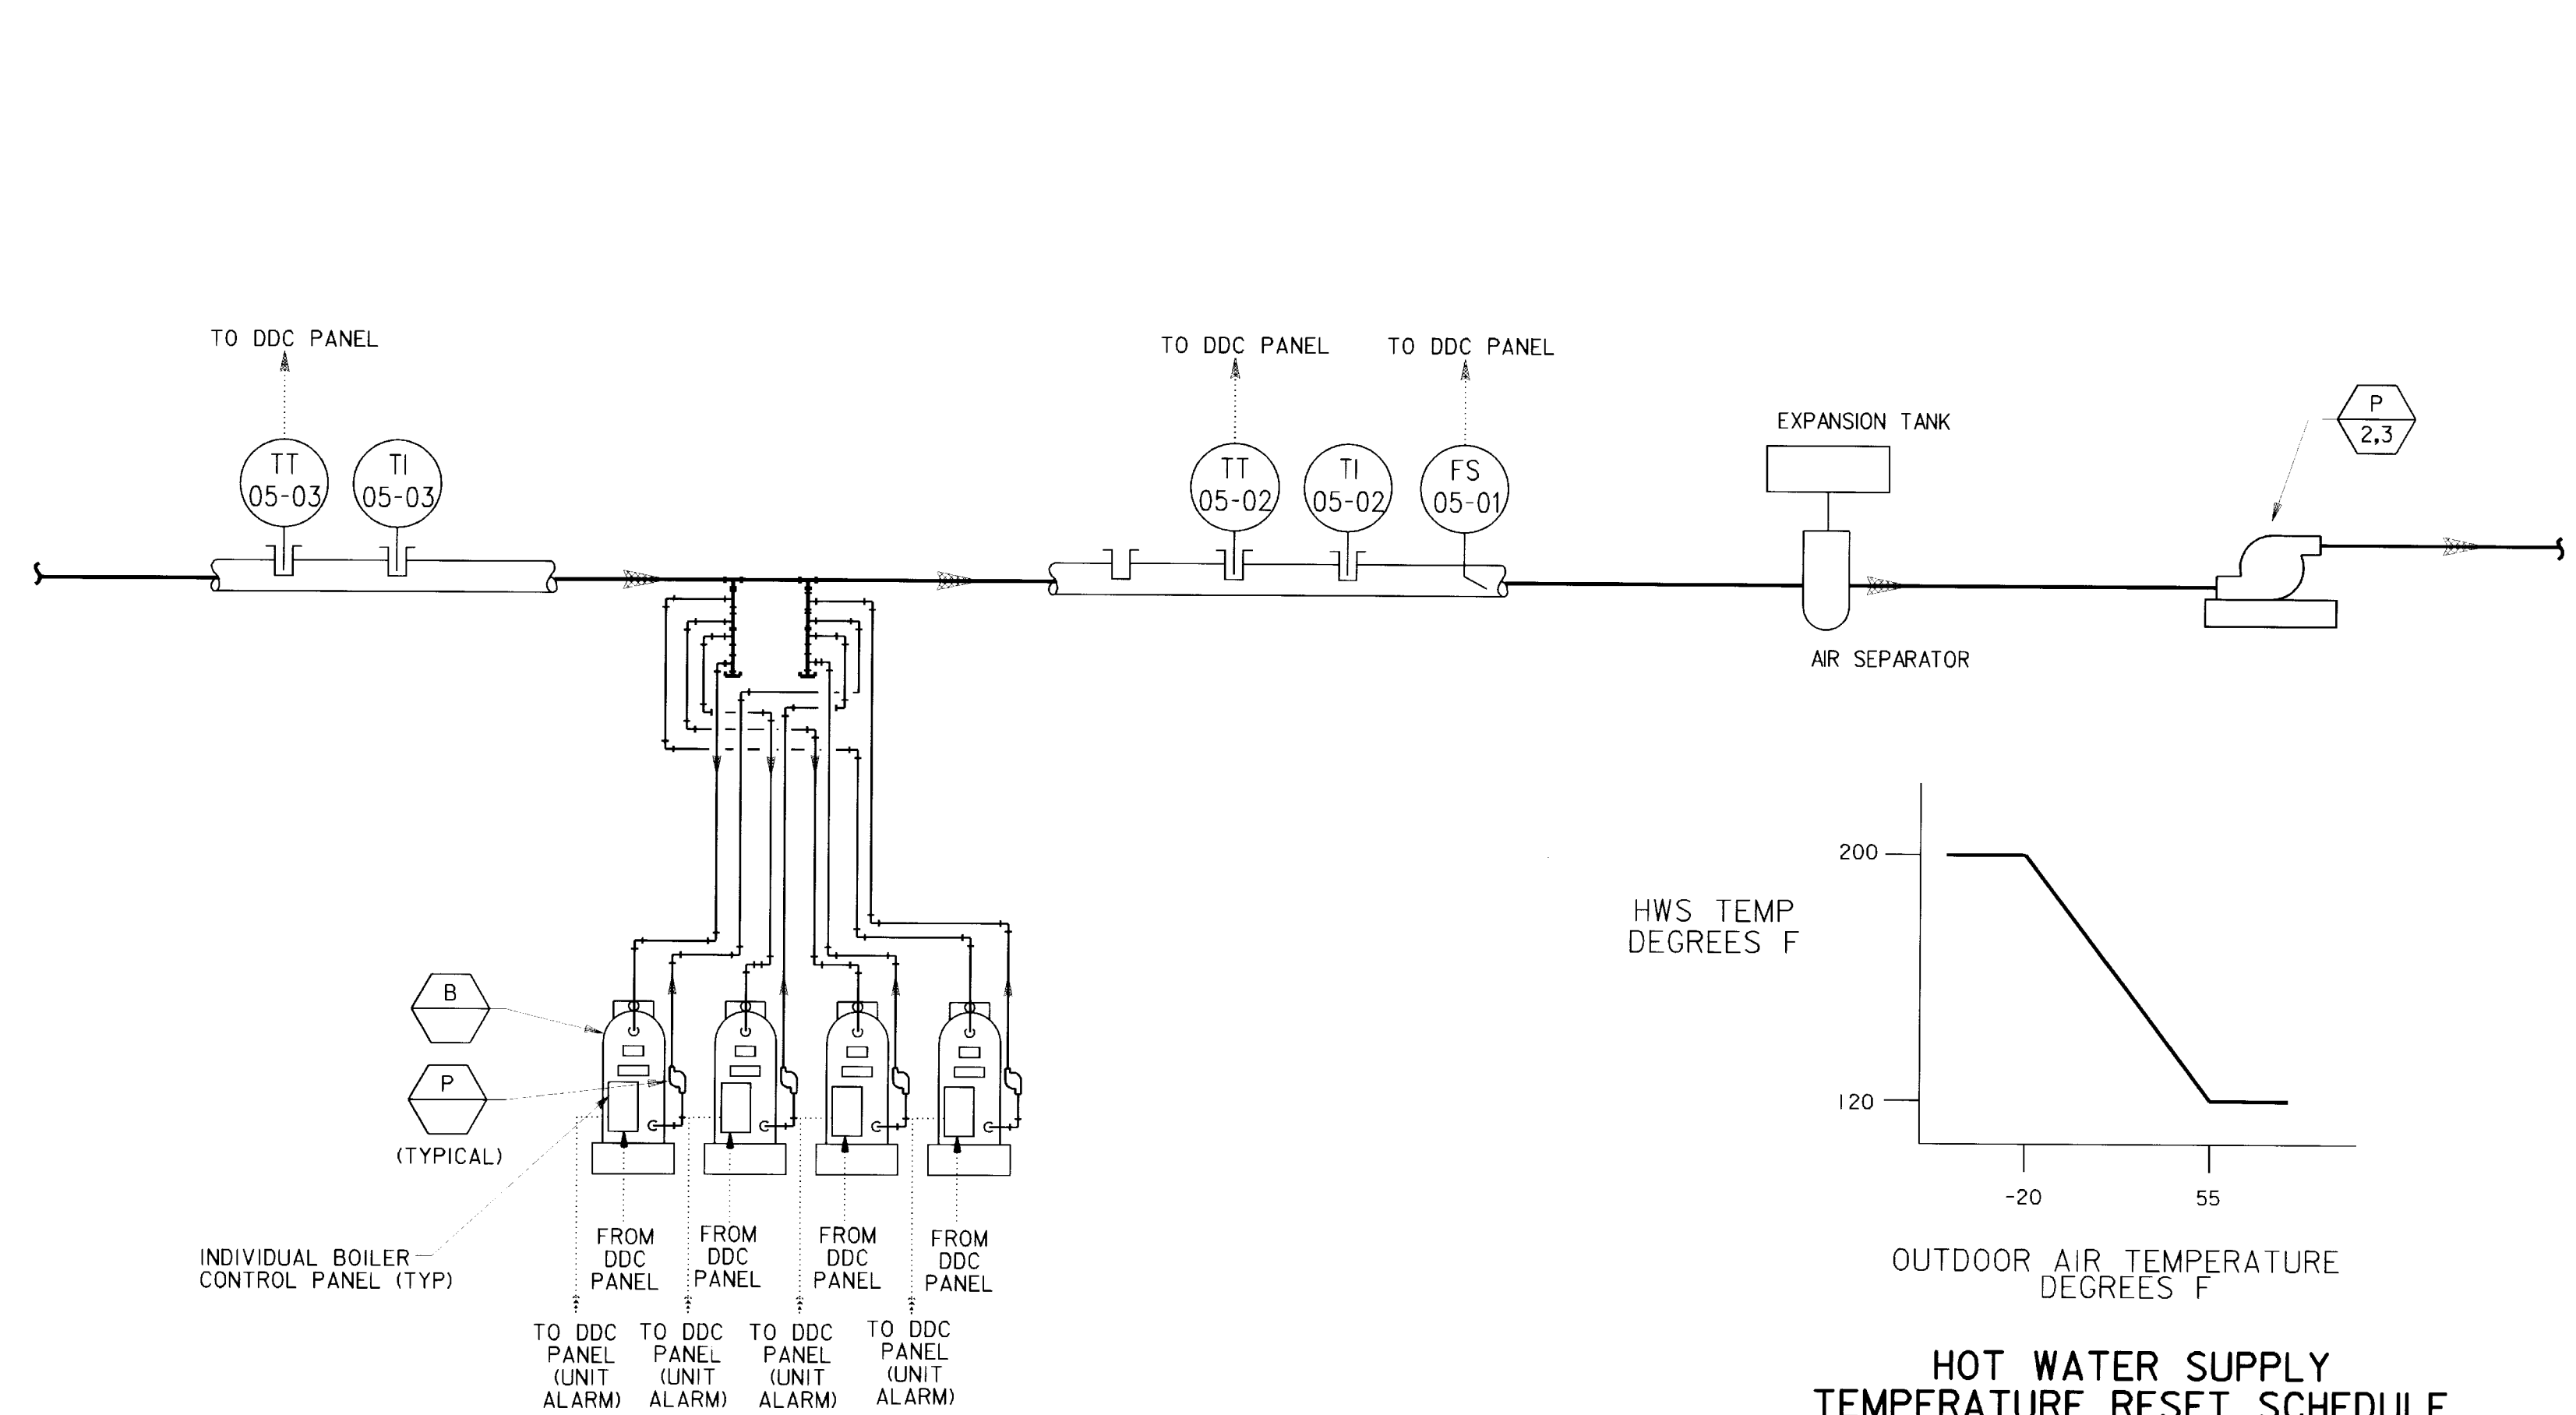 TO DDC PANEL
TO DDC PANEL
TO DDC PANEL
TT
05-03
TI
05-03
TT
05-02
TI
05-02
FS
05-01
EXPANSION TANK
P
2,3
AIR SEPARATOR
200
HWS TEMP
DEGREES F
120
-20
55
OUTDOOR AIR TEMPERATURE
DEGREES F
HOT WATER SUPPLY
TEMPERATURE RESET SCHEDULE
B
P
(TYPICAL)
INDIVIDUAL BOILER
CONTROL PANEL (TYP)
FROM
DDC
PANEL
FROM
DDC
PANEL
FROM
DDC
PANEL
FROM
DDC
PANEL
TO DDC
PANEL
(UNIT
ALARM)
TO DDC
PANEL
(UNIT
ALARM)
TO DDC
PANEL
(UNIT
ALARM)
TO DDC
PANEL
(UNIT
ALARM)